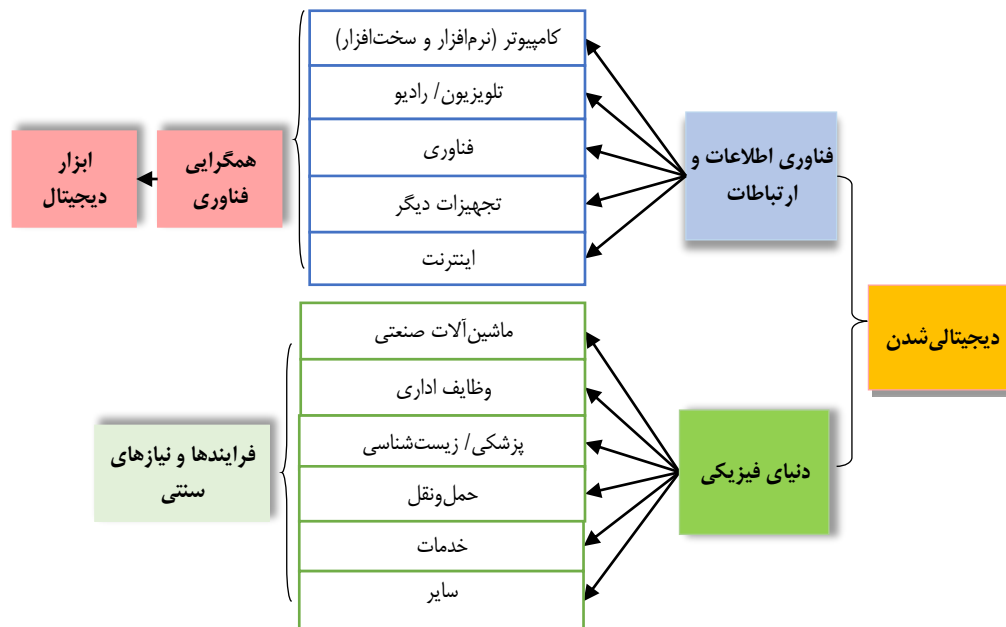 دیجیتالی‌شدن
فناوری اطلاعات و
ارتباطات
کامپیوتر (نرم‌افزار و سخت‌افزار)
تلویزیون/ رادیو
فناوری
تجهیزات دیگر
اینترنت
همگرایی
فناوری
ابزار
دیجیتال
دنیای فیزیکی
ماشین‌آلات صنعتی
وظایف اداری
پزشکی/ زیست‌شناسی
حمل‌ونقل
خدمات
سایر
فرایندها و نیازهای
سنتی